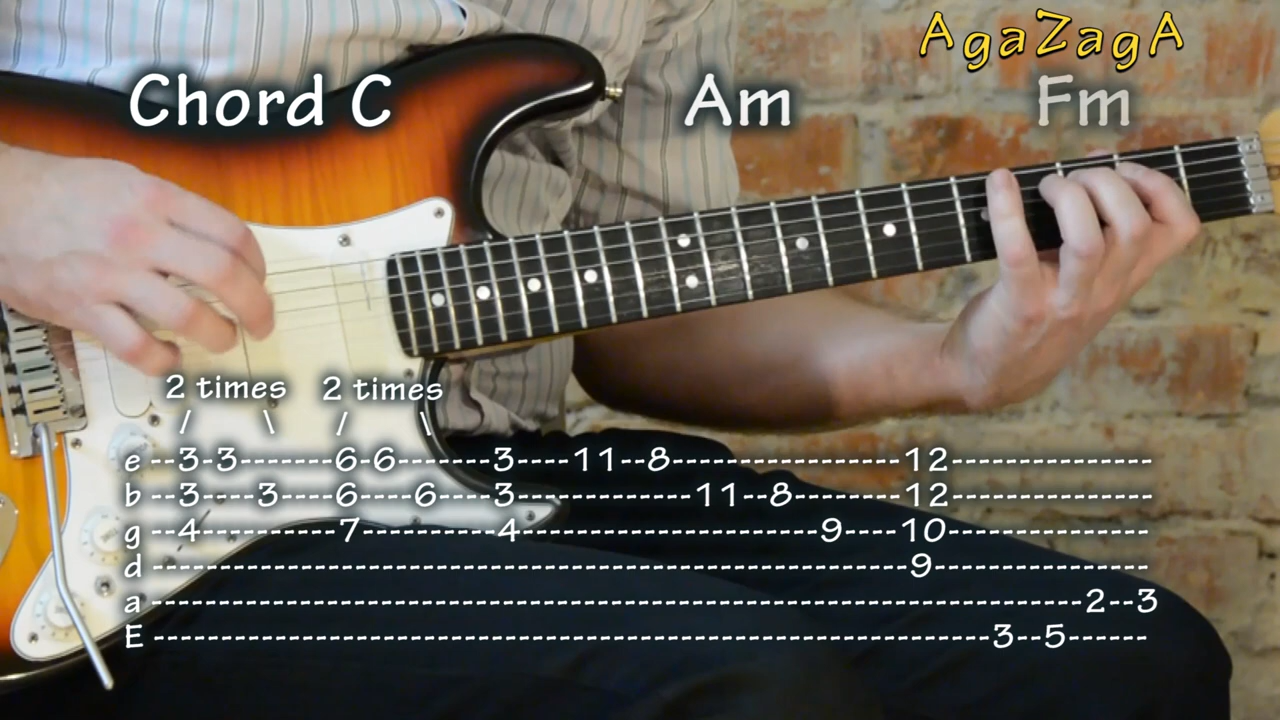 AgaZagA
Chord C Am Fm
2 times 2 times
/ \ / \
e --3-3-------6-6-------3----11--8----------------12--------------
b --3----3----6----6----3------------11--8--------12--------------
g --4---------7---------4---------------------9----10-------------
d -------------------------------------------------9--------------
a -----------------------------------------------------------2--3
E ------------------------------------------------------3--5------